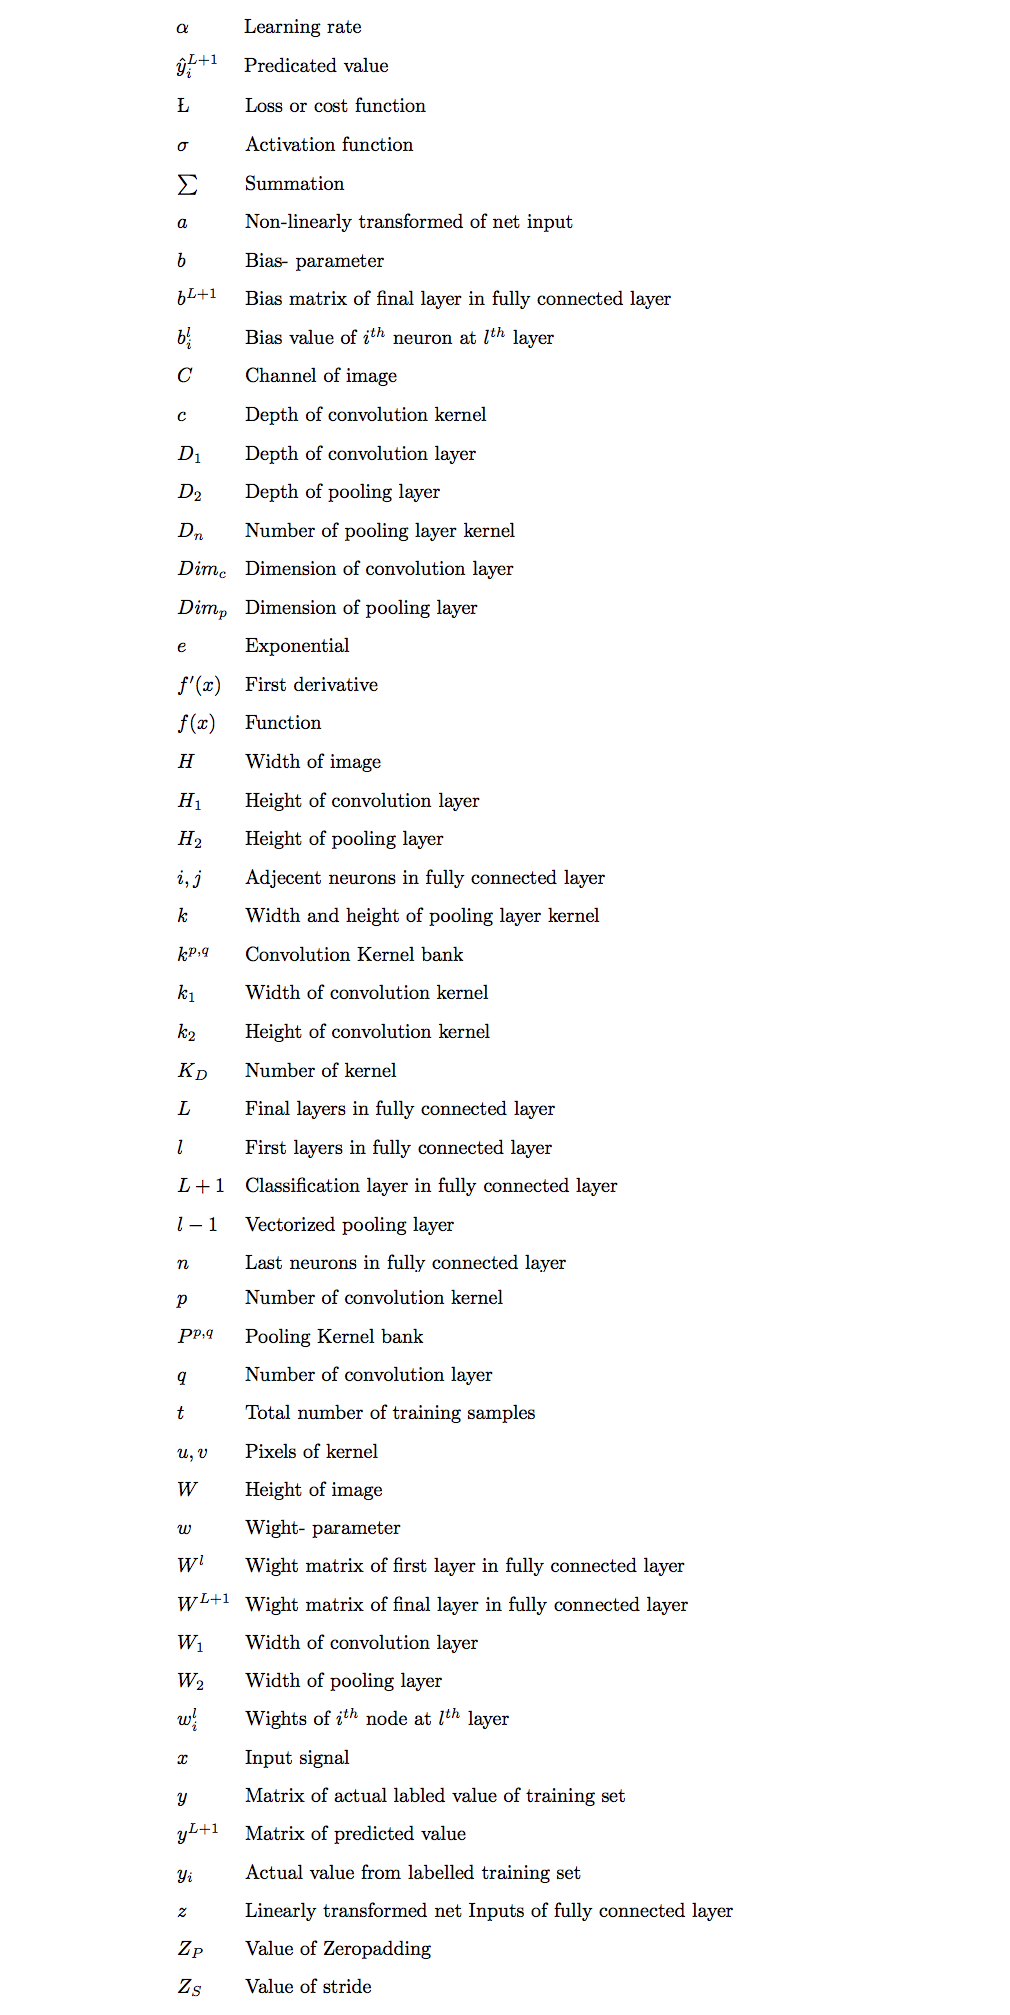 α Learning rate
ŷ_i^{L+1} Predicated value
Ł Loss or cost function
σ Activation function
∑ Summation
a Non-linearly transformed of net input
b Bias- parameter
b^{L+1} Bias matrix of final layer in fully connected layer
b_i^l Bias value of i^{th} neuron at l^{th} layer
C Channel of image
c Depth of convolution kernel
D_1 Depth of convolution layer
D_2 Depth of pooling layer
D_n Number of pooling layer kernel
Dim_c Dimension of convolution layer
Dim_p Dimension of pooling layer
e Exponential
f′(x) First derivative
f(x) Function
H Width of image
H_1 Height of convolution layer
H_2 Height of pooling layer
i, j Adjecent neurons in fully connected layer
k Width and height of pooling layer kernel
k^{p,q} Convolution Kernel bank
k_1 Width of convolution kernel
k_2 Height of convolution kernel
K_D Number of kernel
L Final layers in fully connected layer
l First layers in fully connected layer
L + 1 Classification layer in fully connected layer
l − 1 Vectorized pooling layer
n Last neurons in fully connected layer
p Number of convolution kernel
P^{p,q} Pooling Kernel bank
q Number of convolution layer
t Total number of training samples
u, v Pixels of kernel
W Height of image
w Wight- parameter
W^l Wight matrix of first layer in fully connected layer
W^{L+1} Wight matrix of final layer in fully connected layer
W_1 Width of convolution layer
W_2 Width of pooling layer
w_i^l Wights of i^{th} node at l^{th} layer
x Input signal
y Matrix of actual labled value of training set
y^{L+1} Matrix of predicted value
y_i Actual value from labelled training set
z Linearly transformed net Inputs of fully connected layer
Z_P Value of Zeropadding
Z_S Value of stride